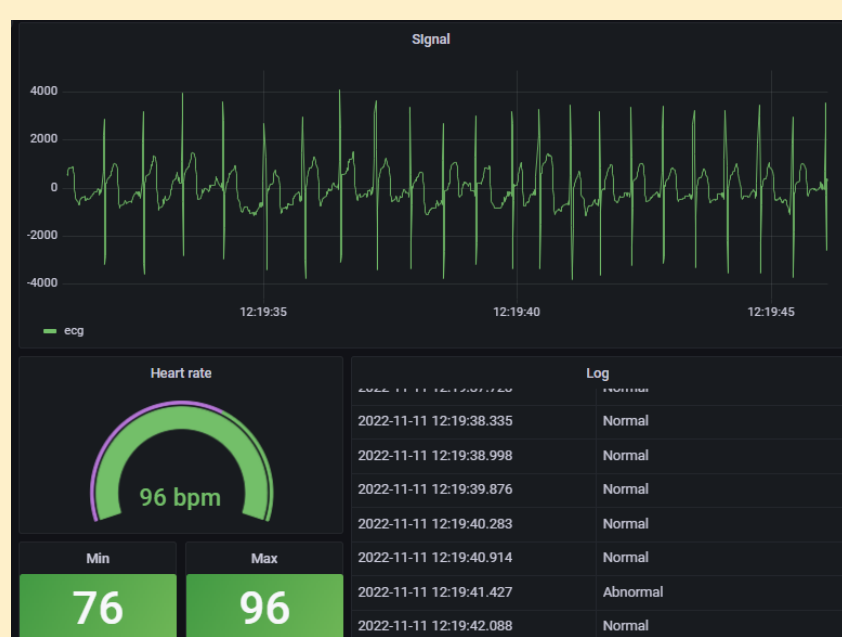 SIgnal
4000
2000
0
-2000
-4000
12:19:35 12:19:40 12:19:45
ecg
Heart rate
96 bpm
Min
76
Max
96
Log
Normal
2022-11-11 12:19:38.335 Normal
2022-11-11 12:19:38.998 Normal
2022-11-11 12:19:39.876 Normal
2022-11-11 12:19:40.283 Normal
2022-11-11 12:19:40.914 Normal
2022-11-11 12:19:41.427 Abnormal
2022-11-11 12:19:42.088 Normal